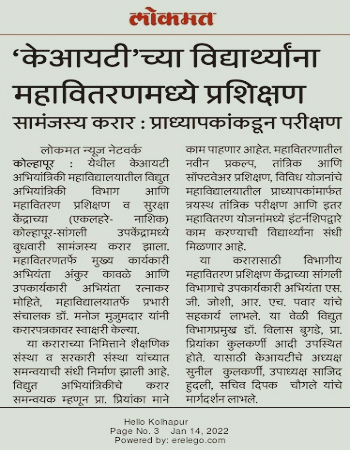 लोकमत
‘केआयटी’च्या विद्यार्थ्यांना
महावितरणमध्ये प्रशिक्षण
सामंजस्य करार : प्राध्यापकांकडून परीक्षण
लोकमत न्यूज नेटवर्क
कोल्हापूर : येथील केआयटी
अभियांत्रिकी महाविद्यालयातील विद्युत
अभियांत्रिकी विभाग आणि
महावितरण प्रशिक्षण व सुरक्षा
केंद्राच्या (एकलहरे- नाशिक)
कोल्हापूर-सांगली उपकेंद्रामध्ये
बुधवारी सामंजस्य करार झाला.
महावितरणतर्फे मुख्य कार्यकारी
अभियंता अंकुर कावळे आणि
उपकार्यकारी अभियंता रत्नाकर
मोहिते, महाविद्यालयातर्फे प्रभारी
संचालक डॉ. मनोज मुजुमदार यांनी
करारपत्रकावर स्वाक्षरी केल्या.
या कराराच्या निमित्ताने शैक्षणिक
संस्था व सरकारी संस्था यांच्यात
समन्वयाची संधी निर्माण झाली आहे.
विद्युत अभियांत्रिकीचे करार
समन्वयक म्हणून प्रा. प्रियांका माने
काम पाहणार आहेत. महावितरणातील
नवीन प्रकल्प, तांत्रिक आणि
सॉफ्टवेअर प्रशिक्षण, विविध योजनांचे
महाविद्यालयातील प्राध्यापकांमार्फत
त्रयस्थ तांत्रिक परीक्षण आणि इतर
महावितरण योजनांमध्ये इंटर्नशिपद्वारे
काम करण्याची विद्यार्थ्यांना संधी
मिळणार आहे.
या करारासाठी विभागीय
महावितरण प्रशिक्षण केंद्राच्या सांगली
विभागाचे उपकार्यकारी अभियंता एस.
जी. जोशी, आर. एच. पवार यांचे
सहकार्य लाभले. या वेळी विद्युत
विभागप्रमुख डॉ. विलास बुगडे, प्रा.
प्रियांका कुलकर्णी आदी उपस्थित
होते. यासाठी केआयटीचे अध्यक्ष
सुनील कुलकर्णी, उपाध्यक्ष साजिद
हुदली, सचिव दिपक चौगले यांचे
मार्गदर्शन लाभले.
Hello Kolhapur
Page No. 3 Jan 14, 2022
Powered by: erelego.com